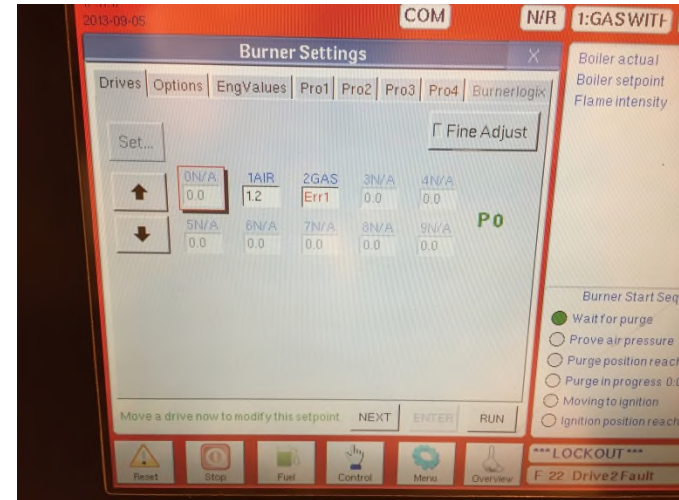 2013-09-05
COM
N/R
1:GAS WITH
Burner Settings X
Drives Options EngValues Pro1 Pro2 Pro3 Pro4 Burnerlogix
Set...
Fine Adjust
0N/A 1AIR 2GAS 3N/A 4N/A
0.0 1.2 Err1 0.0 0.0
P0
5N/A 6N/A 7N/A 8N/A 9N/A
0.0 0.0 0.0 0.0 0.0
Move a drive now to modify this setpoint NEXT ENTER RUN
Boiler actual
Boiler setpoint
Flame intensity
Burner Start Seq
Wait for purge
Prove air pressure
Purge position reach
Purge in progress 0:0
Moving to ignition
Ignition position reach
Reset Stop Fuel Control Menu Overview
***LOCKOUT***
F 22 Drive2Fault